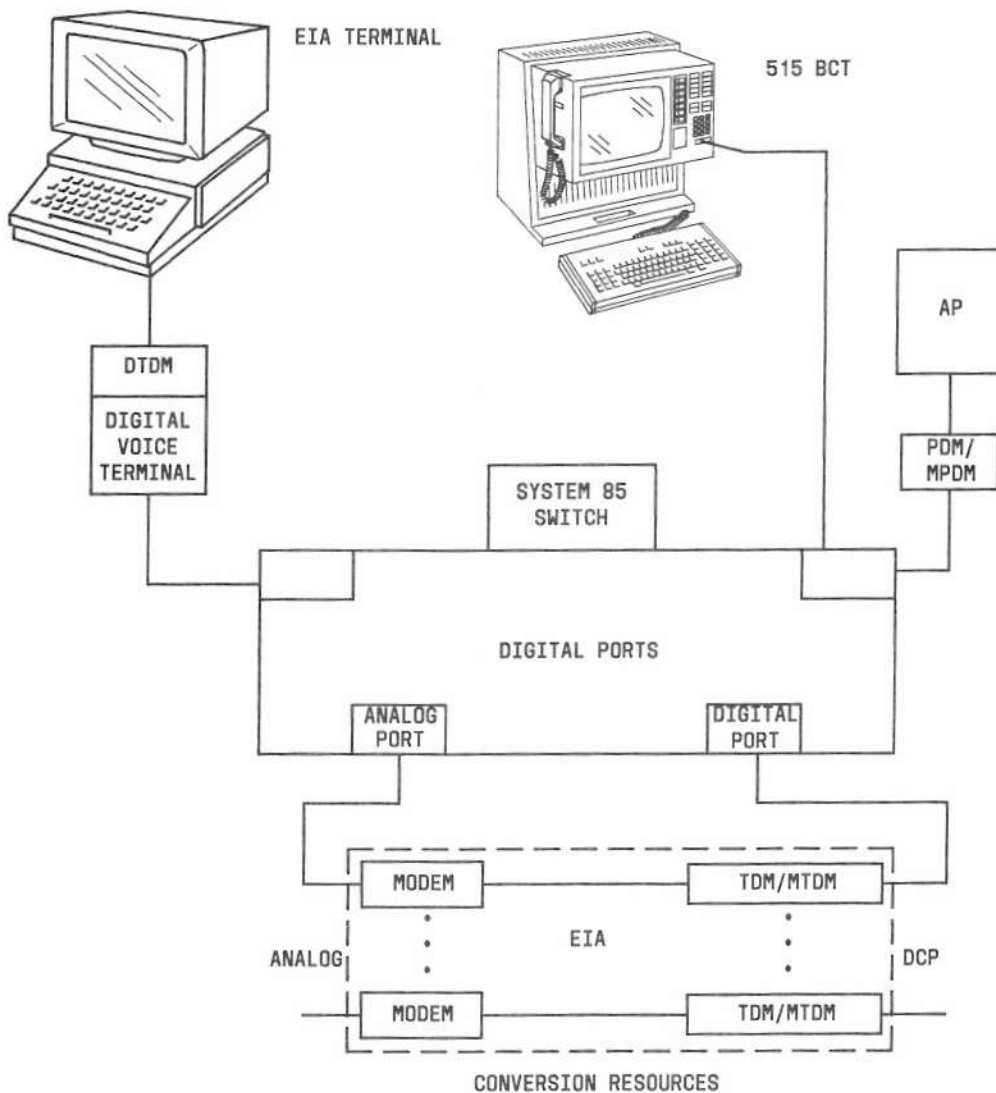 EIA TERMINAL
515 BCT
AP
DTDM
DIGITAL
VOICE
TERMINAL
PDM/
MPDM
SYSTEM 85
SWITCH
DIGITAL PORTS
ANALOG
PORT
DIGITAL
PORT
MODEM
TDM/MTDM
EIA
ANALOG
DCP
MODEM
TDM/MTDM
CONVERSION RESOURCES